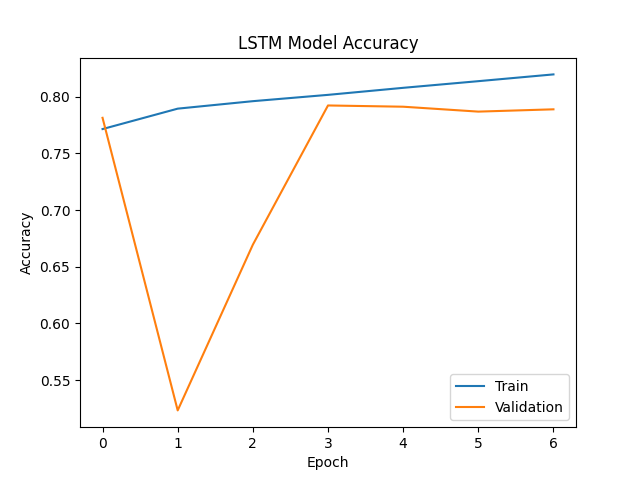 LSTM Model Accuracy
Accuracy
0.80
0.75
0.70
0.65
0.60
0.55
0 1 2 3 4 5 6
Epoch
Train
Validation